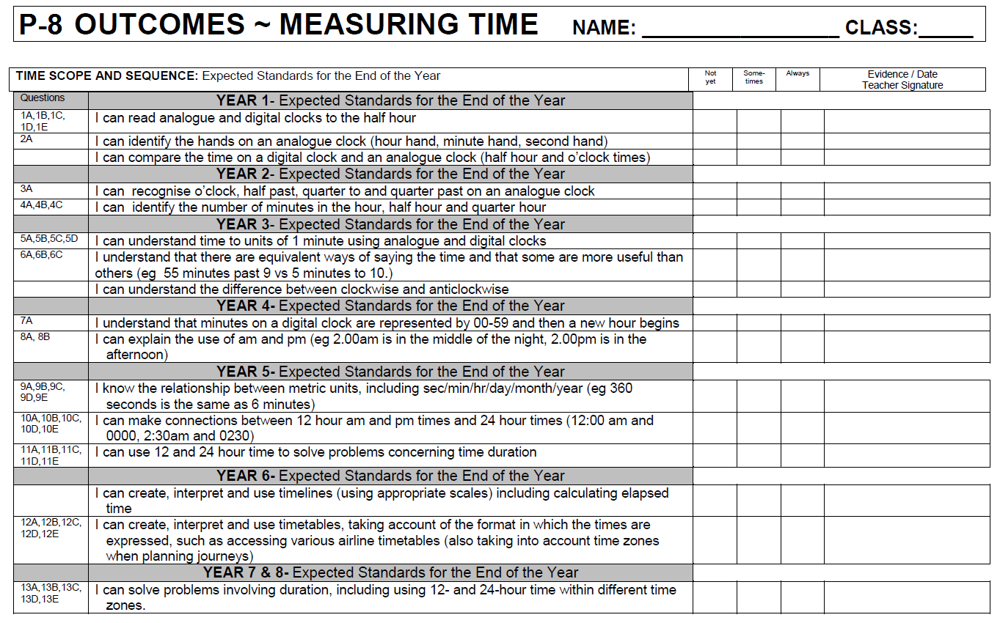 P-8 OUTCOMES ~ MEASURING TIME NAME: __________________ CLASS:_____
TIME SCOPE AND SEQUENCE: Expected Standards for the End of the Year
Not
yet
Some-
times
Always
Evidence / Date
Teacher Signature
Questions
YEAR 1- Expected Standards for the End of the Year
1A,1B,1C,
1D,1E
I can read analogue and digital clocks to the half hour
2A
I can identify the hands on an analogue clock (hour hand, minute hand, second hand)
I can compare the time on a digital clock and an analogue clock (half hour and o’clock times)
YEAR 2- Expected Standards for the End of the Year
3A
I can recognise o’clock, half past, quarter to and quarter past on an analogue clock
4A,4B,4C
I can identify the number of minutes in the hour, half hour and quarter hour
YEAR 3- Expected Standards for the End of the Year
5A,5B,5C,5D
I can understand time to units of 1 minute using analogue and digital clocks
6A,6B,6C
I understand that there are equivalent ways of saying the time and that some are more useful than
others (eg 55 minutes past 9 vs 5 minutes to 10.)
I can understand the difference between clockwise and anticlockwise
YEAR 4- Expected Standards for the End of the Year
7A
I understand that minutes on a digital clock are represented by 00-59 and then a new hour begins
8A, 8B
I can explain the use of am and pm (eg 2.00am is in the middle of the night, 2.00pm is in the
afternoon)
YEAR 5- Expected Standards for the End of the Year
9A,9B,9C,
9D,9E
I know the relationship between metric units, including sec/min/hr/day/month/year (eg 360
seconds is the same as 6 minutes)
10A,10B,10C,
10D,10E
I can make connections between 12 hour am and pm times and 24 hour times (12:00 am and
0000, 2:30am and 0230)
11A,11B,11C,
11D,11E
I can use 12 and 24 hour time to solve problems concerning time duration
YEAR 6- Expected Standards for the End of the Year
I can create, interpret and use timelines (using appropriate scales) including calculating elapsed
time
12A,12B,12C,
12D,12E
I can create, interpret and use timetables, taking account of the format in which the times are
expressed, such as accessing various airline timetables (also taking into account time zones
when planning journeys)
YEAR 7 & 8- Expected Standards for the End of the Year
13A,13B,13C,
13D,13E
I can solve problems involving duration, including using 12- and 24-hour time within different time
zones.